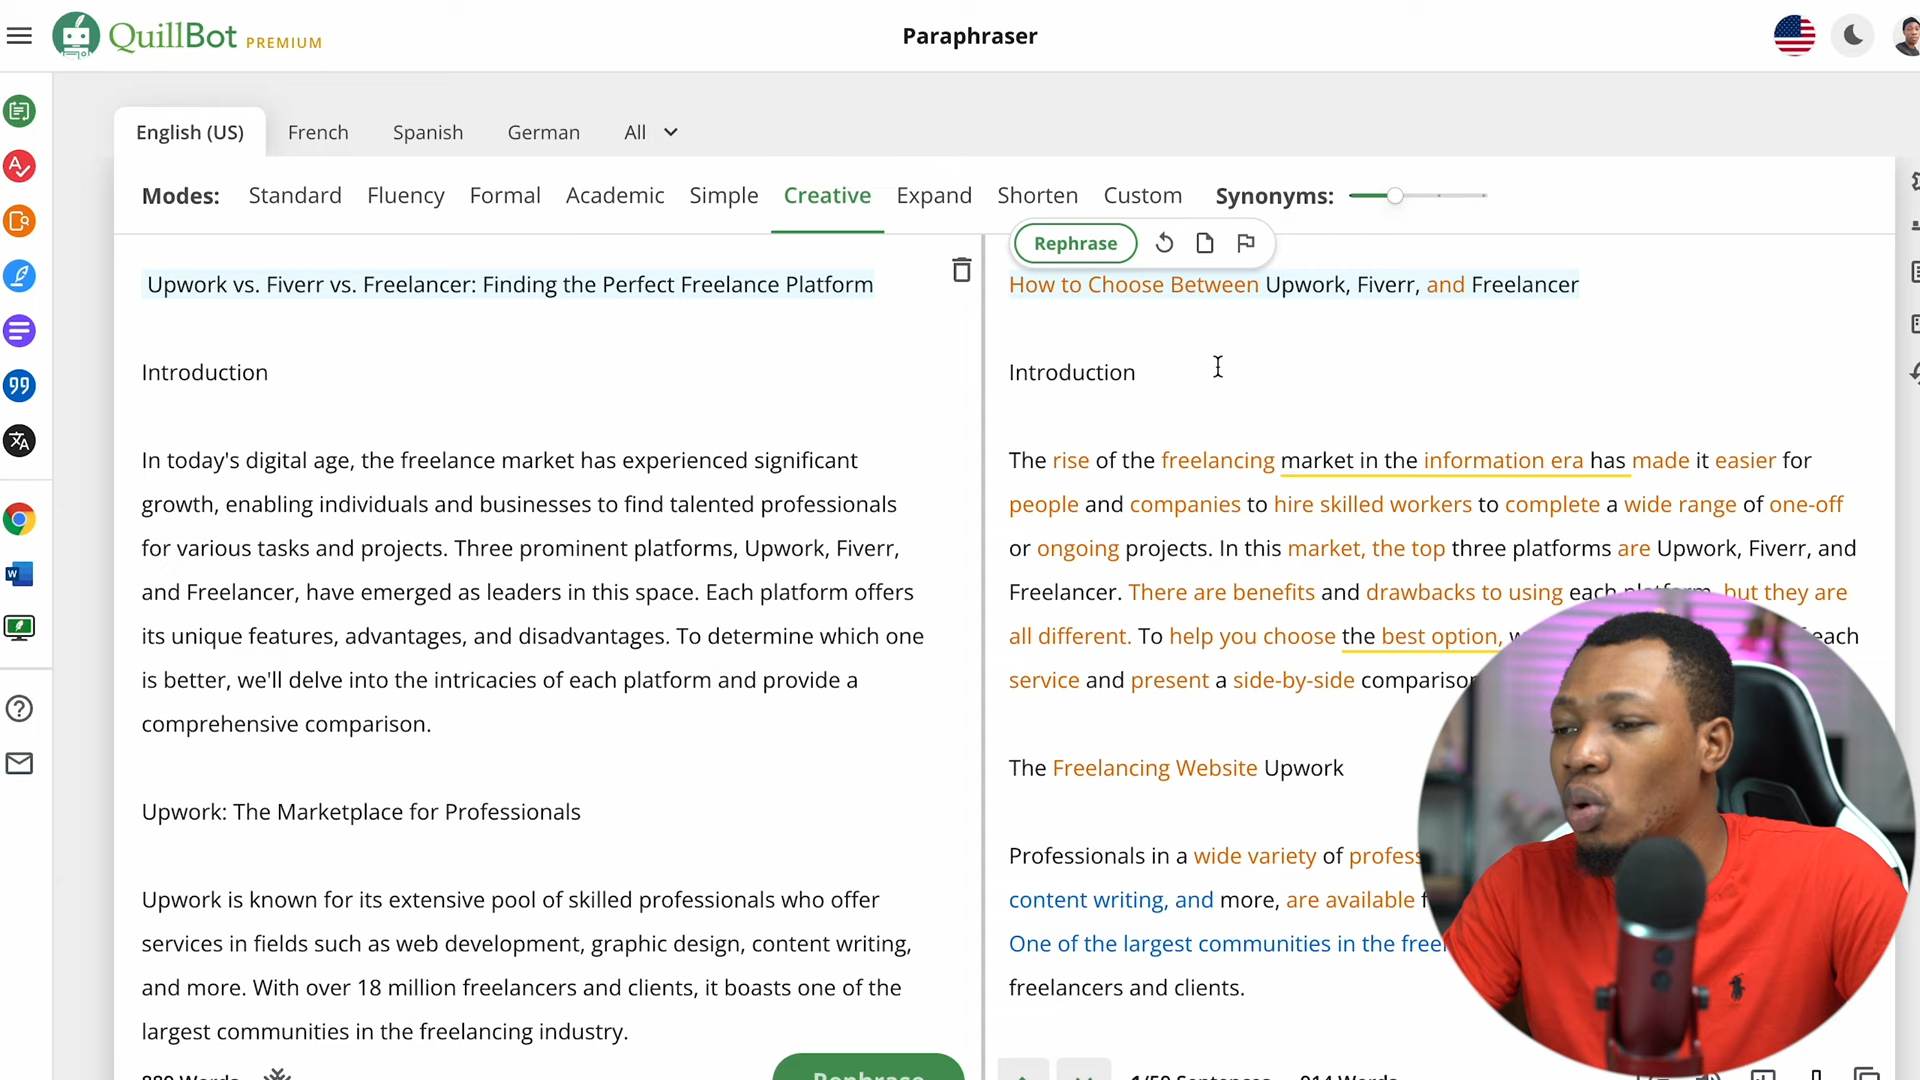 QuillBot PREMIUM
Paraphraser
English (US) French Spanish German All
Modes: Standard Fluency Formal Academic Simple Creative Expand Shorten Custom Synonyms:
Upwork vs. Fiverr vs. Freelancer: Finding the Perfect Freelance Platform
Introduction
In today's digital age, the freelance market has experienced significant
growth, enabling individuals and businesses to find talented professionals
for various tasks and projects. Three prominent platforms, Upwork, Fiverr,
and Freelancer, have emerged as leaders in this space. Each platform offers
its unique features, advantages, and disadvantages. To determine which one
is better, we'll delve into the intricacies of each platform and provide a
comprehensive comparison.
Upwork: The Marketplace for Professionals
Upwork is known for its extensive pool of skilled professionals who offer
services in fields such as web development, graphic design, content writing,
and more. With over 18 million freelancers and clients, it boasts one of the
largest communities in the freelancing industry.
Rephrase
Rephrase
How to Choose Between Upwork, Fiverr, and Freelancer
Introduction
The rise of the freelancing market in the information era has made it easier for
people and companies to hire skilled workers to complete a wide range of one-off
or ongoing projects. In this market, the top three platforms are Upwork, Fiverr, and
Freelancer. There are benefits and drawbacks to using each platform, but they are
all different. To help you choose the best option, each
service and present a side-by-side comparison
The Freelancing Website Upwork
Professionals in a wide variety of
content writing, and more, are available
One of the largest communities in the
freelancers and clients.
Sentences Words